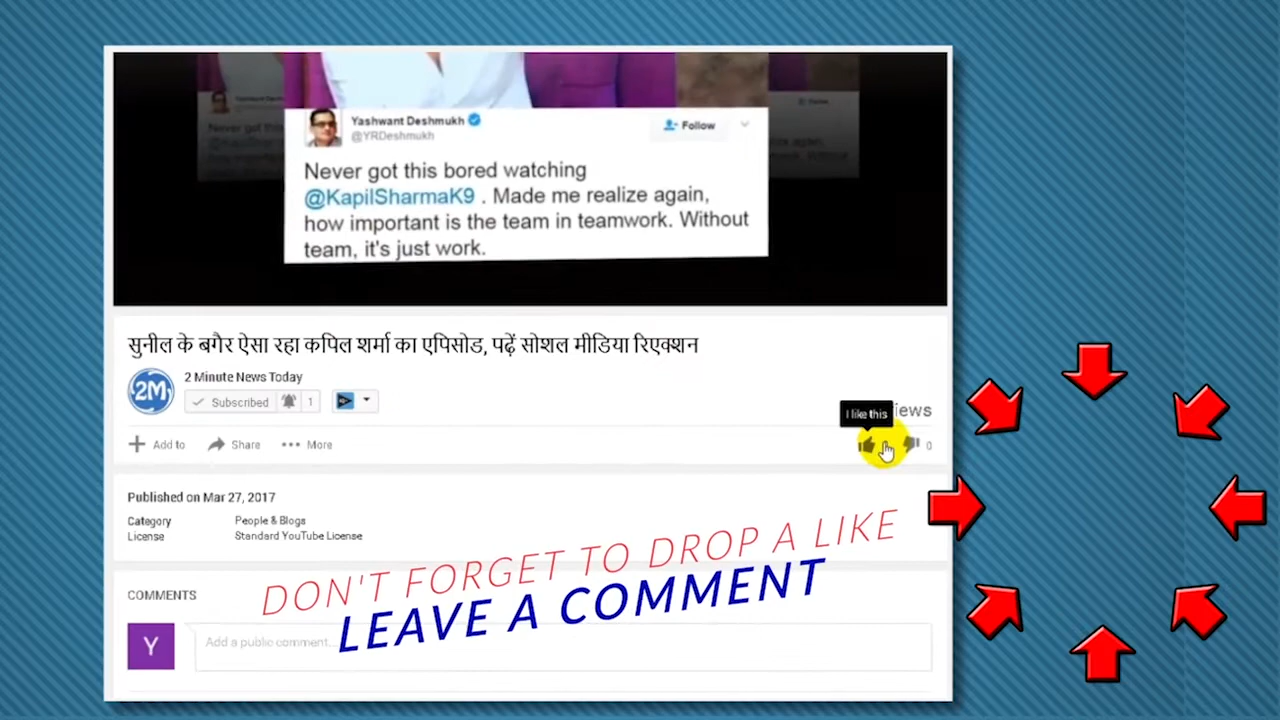 Yashwant Deshmukh
@YRDeshmukh
Follow
Never got this bored watching
@KapilSharmaK9 . Made me realize again,
how important is the team in teamwork. Without
team, it's just work.
सुनील के बगैर ऐसा रहा कपिल शर्मा का एपिसोड, पढ़ें सोशल मीडिया रिएक्शन
2M
2 Minute News Today
Subscribed 1
I like this
Add to Share More 0
Published on Mar 27, 2017
Category People & Blogs
License Standard YouTube License
DON'T FORGET TO DROP A LIKE
LEAVE A COMMENT
COMMENTS
Y
Add a public comment...